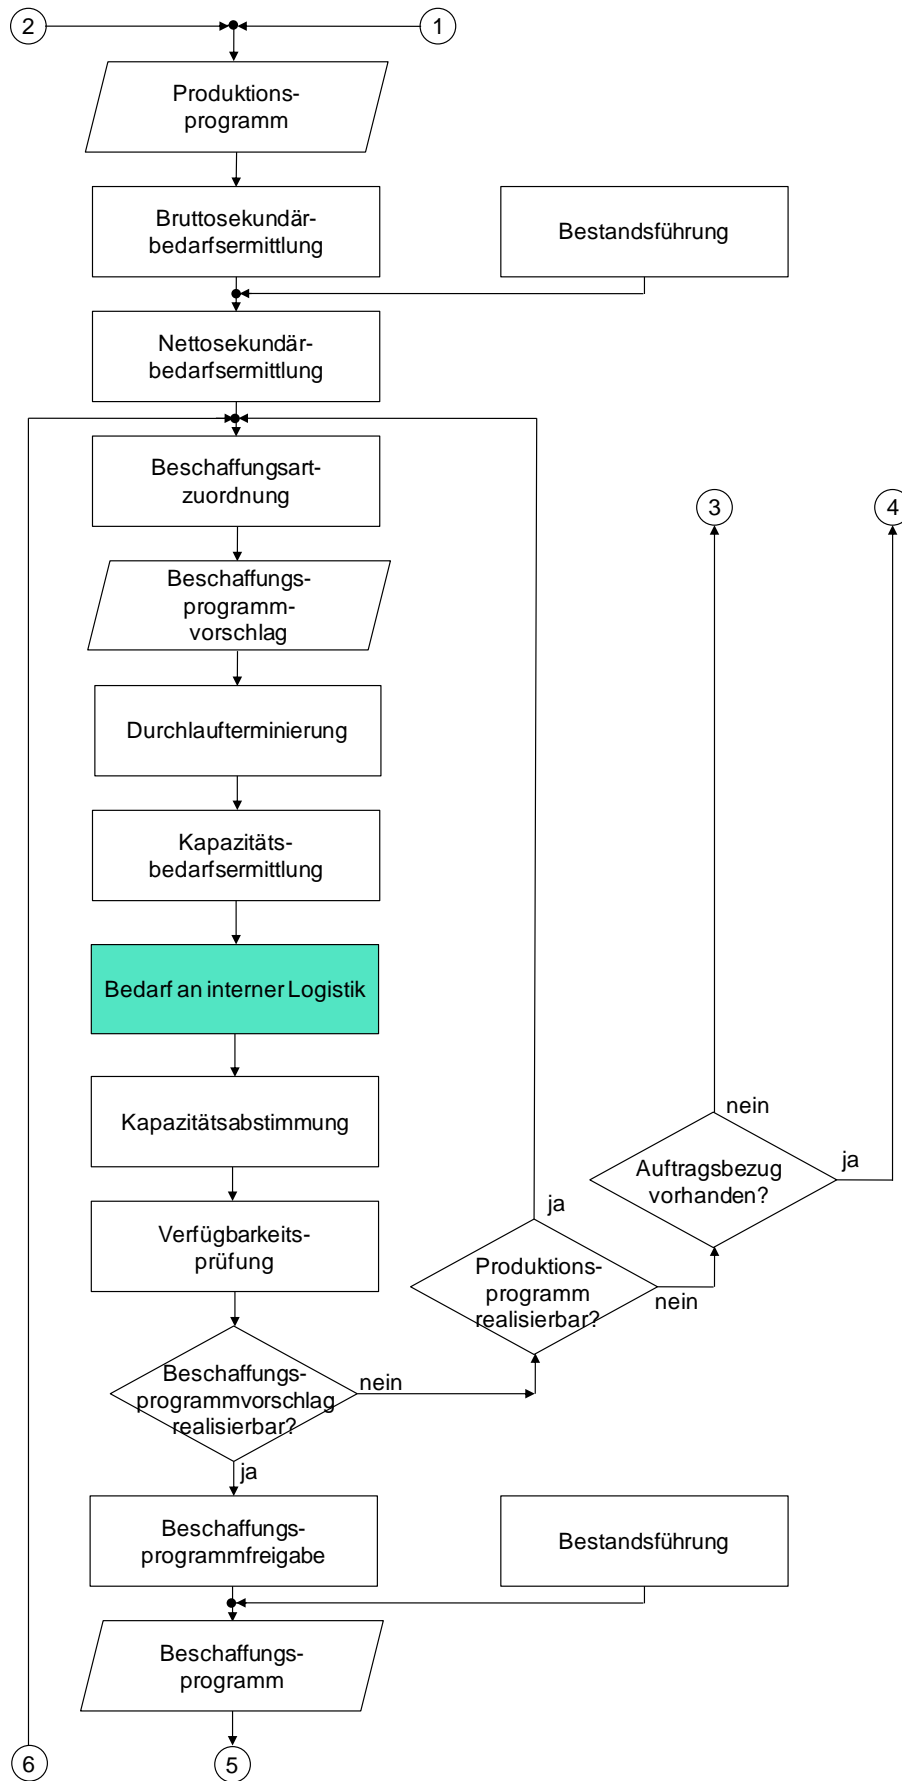 2
1
Produktions-
programm
Bruttosekundär-
bedarfsermittlung
Bestandsführung
Nettosekundär-
bedarfsermittlung
Beschaffungsart-
zuordnung
3
4
Beschaffungs-
programm-
vorschlag
Durchlaufterminierung
Kapazitäts-
bedarfsermittlung
Bedarf an interner Logistik
Kapazitätsabstimmung
nein
Auftragsbezug
vorhanden?
ja
Verfügbarkeits-
prüfung
ja
Produktions-
programm
realisierbar?
nein
Beschaffungs-
programmvorschlag
realisierbar?
nein
ja
Beschaffungs-
programmfreigabe
Bestandsführung
Beschaffungs-
programm
6
5